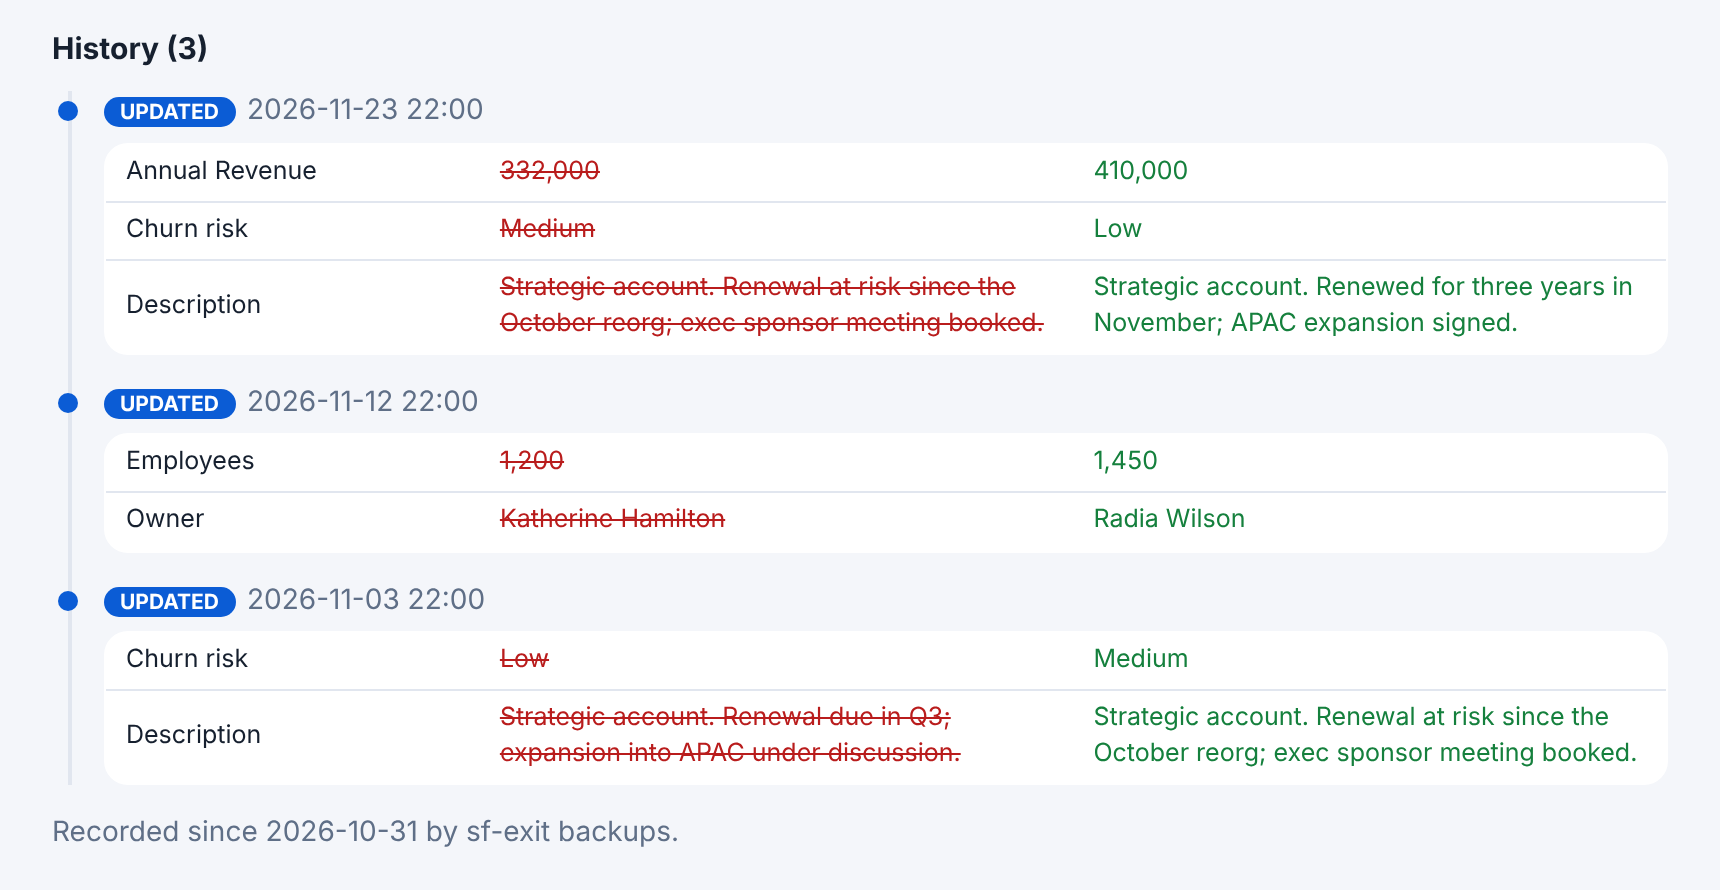 History (3)
UPDATED 2026-11-23 22:00
Annual Revenue 332,000 410,000
Churn risk Medium Low
Description Strategic account. Renewal at risk since the October reorg; exec sponsor meeting booked. Strategic account. Renewed for three years in November; APAC expansion signed.
UPDATED 2026-11-12 22:00
Employees 1,200 1,450
Owner Katherine Hamilton Radia Wilson
UPDATED 2026-11-03 22:00
Churn risk Low Medium
Description Strategic account. Renewal due in Q3; expansion into APAC under discussion. Strategic account. Renewal at risk since the October reorg; exec sponsor meeting booked.
Recorded since 2026-10-31 by sf-exit backups.